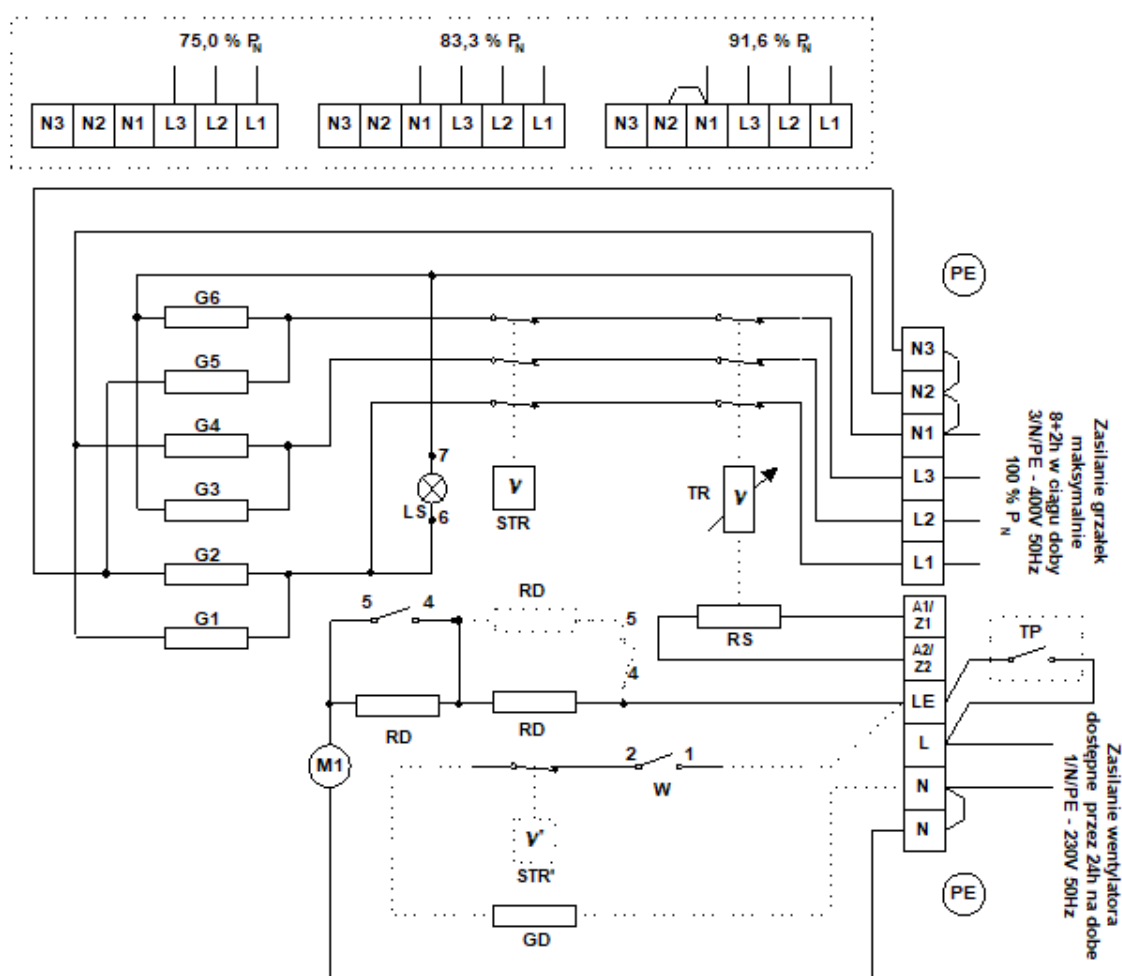 75,0 % PN
83,3 % PN
91,6 % PN
N3 N2 N1 L3 L2 L1
N3 N2 N1 L3 L2 L1
N3 N2 N1 L3 L2 L1
PE
G6
G5
G4
G3
G2
G1
7
LS
6
ν
STR
TR
ν
N3
N2
N1
L3
L2
L1
Zasilanie grzałek
maksymalnie
8+2h w ciągu doby
3/N/PE - 400V 50Hz
100 % PN
5
4
RD
5
4
RS
A1/
Z1
A2/
Z2
LE
L
N
N
TP
RD
RD
M1
2
1
W
ν'
STR'
GD
PE
Zasilanie wentylatora
dostępne przez 24h na dobe
1/N/PE - 230V 50Hz